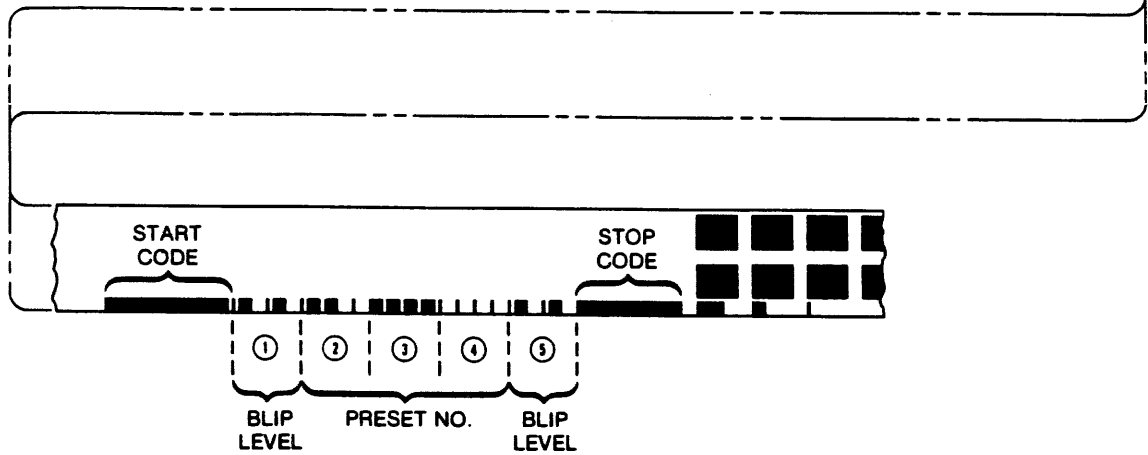 START
CODE
STOP
CODE
① ② ③ ④ ⑤
BLIP
LEVEL
PRESET NO.
BLIP
LEVEL